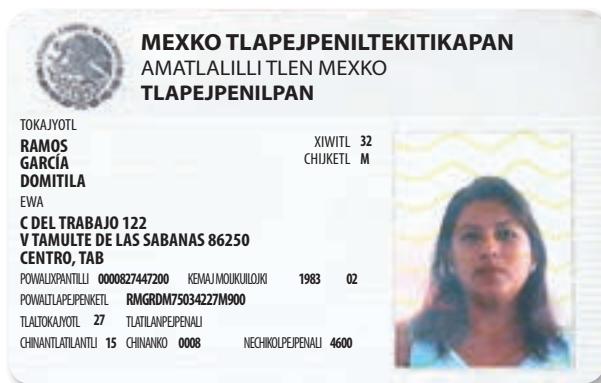 MEXKO TLAPEJPENILTEKITIKAPAN
AMATLALILLI TLEN MEXKO
TLAPEJPENILPAN
TOKAJYOTL
RAMOS
GARCÍA
DOMITILA
XIWITL 32
CHIJKETL M
EWA
C DEL TRABAJO 122
V TAMULTE DE LAS SABANAS 86250
CENTRO, TAB
POWALIXPANTILLI 0000827447200 KEMAJ MOIJKUILOJKI 1983 02
POWALTLAPEJPENKETL RMGRDM75034227M900
TLALTOKAJYOTL 27 TLATILANPEJPENALI
CHINANTLATILANTLI 15 CHINANKO 0008 NECHIKOLPEJPENALI 4600